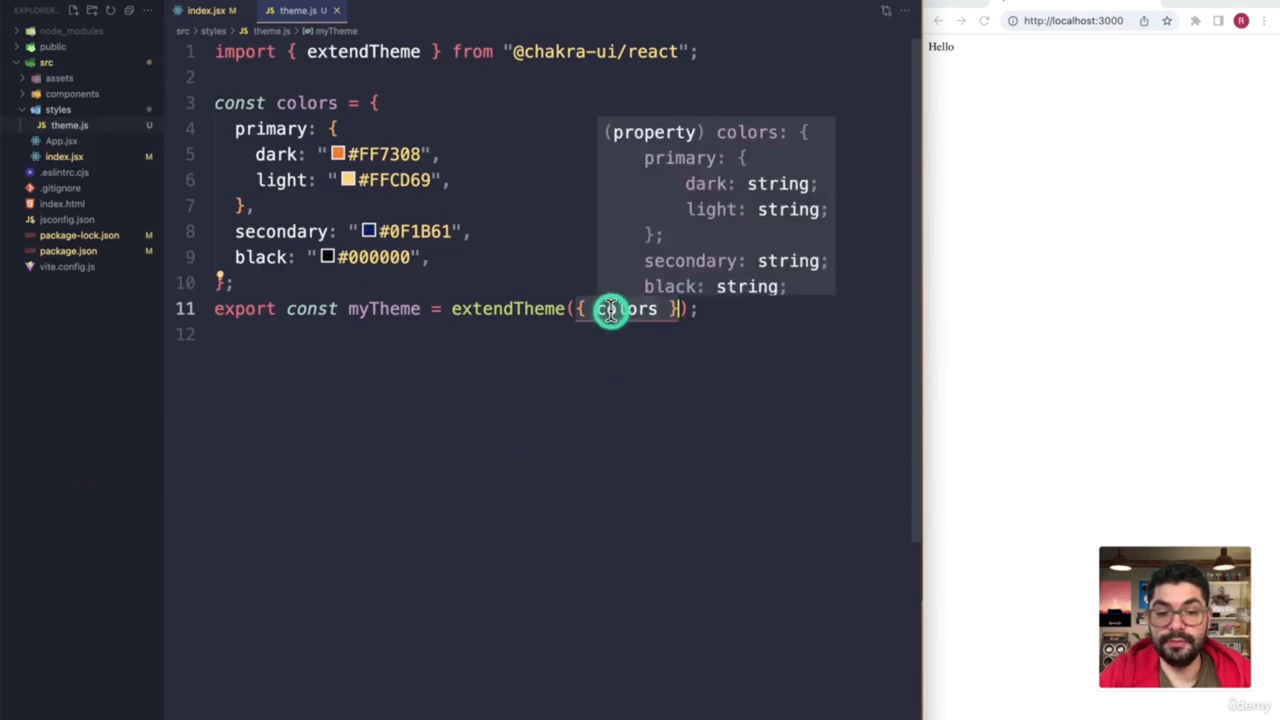 EXPLORER...
node_modules
public
src
assets
components
styles
JS theme.js U
App.jsx
index.jsx M
.eslintrc.cjs
.gitignore
index.html
jsconfig.json
package-lock.json M
package.json M
vite.config.js
index.jsx M
JS theme.js U
src > styles > JS theme.js > myTheme
1 import { extendTheme } from "@chakra-ui/react";
2
3 const colors = {
4 primary: {
5 dark: "#FF7308",
6 light: "#FFCD69",
7 },
8 secondary: "#0F1B61",
9 black: "#000000",
10 };
11 export const myTheme = extendTheme({ colors });
12
(property) colors: {
primary: {
dark: string;
light: string;
};
secondary: string;
black: string;
http://localhost:3000
R
Hello
ûdemy